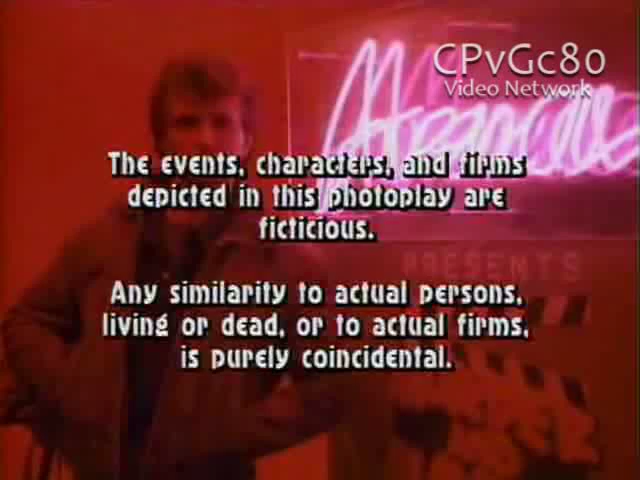 CPvGc80
Video Network
The events, characters, and firms
depicted in this photoplay are
ficticious.
PRESENTS
Any similarity to actual persons,
living or dead, or to actual firms,
is purely coincidental.